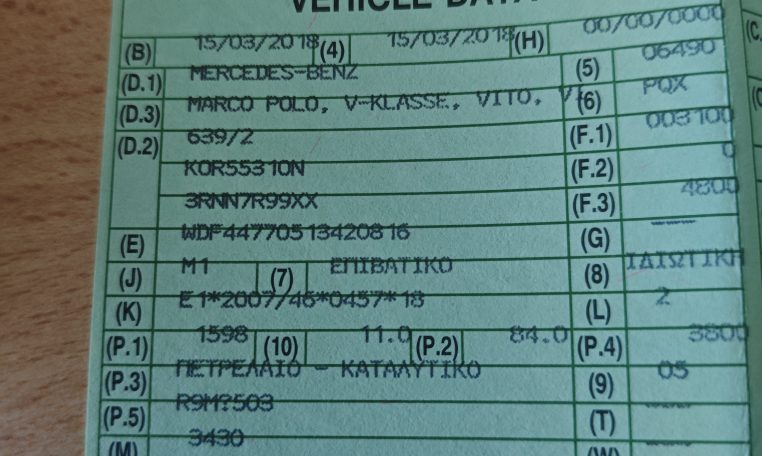 VEHICLE DATA
(B) 15/03/2018 (4) 15/03/2018 (H) 00/00/0000
(D.1) MERCEDES-BENZ (5) 06490
(D.3) MARCO POLO, V-KLASSE, VITO, V (6) PQX
(D.2) 639/2 (F.1) 003100
KOR55310N (F.2) 0
3RNN7R99XX (F.3) 4800
(E) WDF44770513420816 (G) ----
(J) M1 (7) ΕΠΙΒΑΤΙΚΟ (8) ΙΔΙΩΤΙΚΗ
(K) E1*2007/46*0457*18 (L) 2
(P.1) 1598 (10) 11.0 (P.2) 84.0 (P.4) 3800
(P.3) ΠΕΤΡΕΛΑΙΟ - ΚΑΤΑΛΥΤΙΚΟ (9) 05
(P.5) R9M?503 (T) ----
(M) 3430 (W) ----